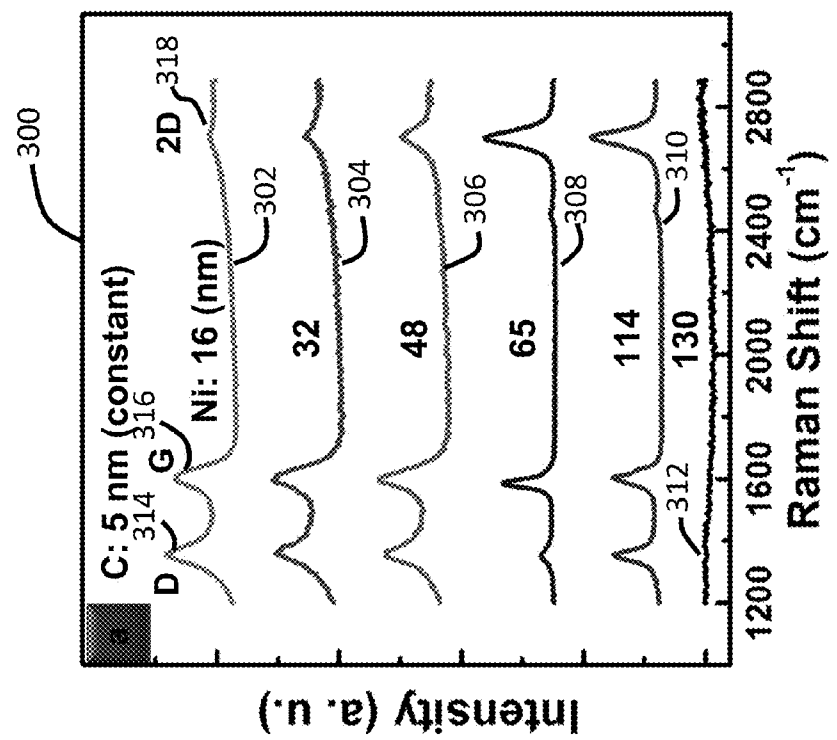 300
a
C: 5 nm (constant)
314
316
318
D
G
2D
Ni: 16 (nm)
302
32
304
48
306
65
308
114
310
130
312
1200
1600
2000
2400
2800
Raman Shift (cm⁻¹)
Intensity (a. u.)